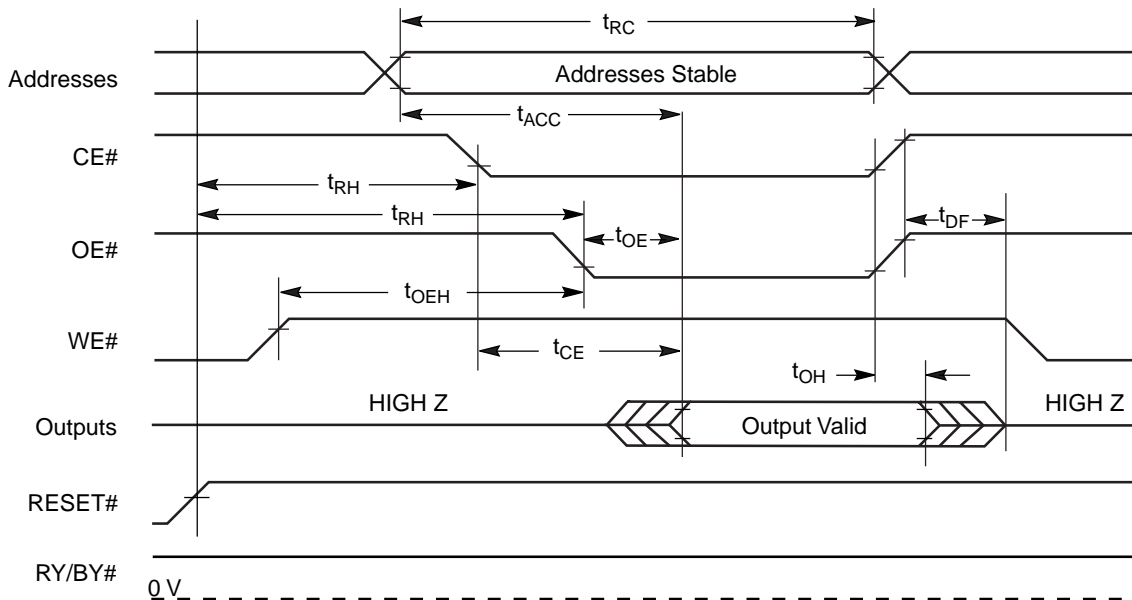 tRC
Addresses
Addresses Stable
tACC
CE#
tRH
tRH
tDF
OE#
tOE
tOEH
WE#
tCE
tOH
HIGH Z
HIGH Z
Outputs
Output Valid
RESET#
RY/BY#
0 V